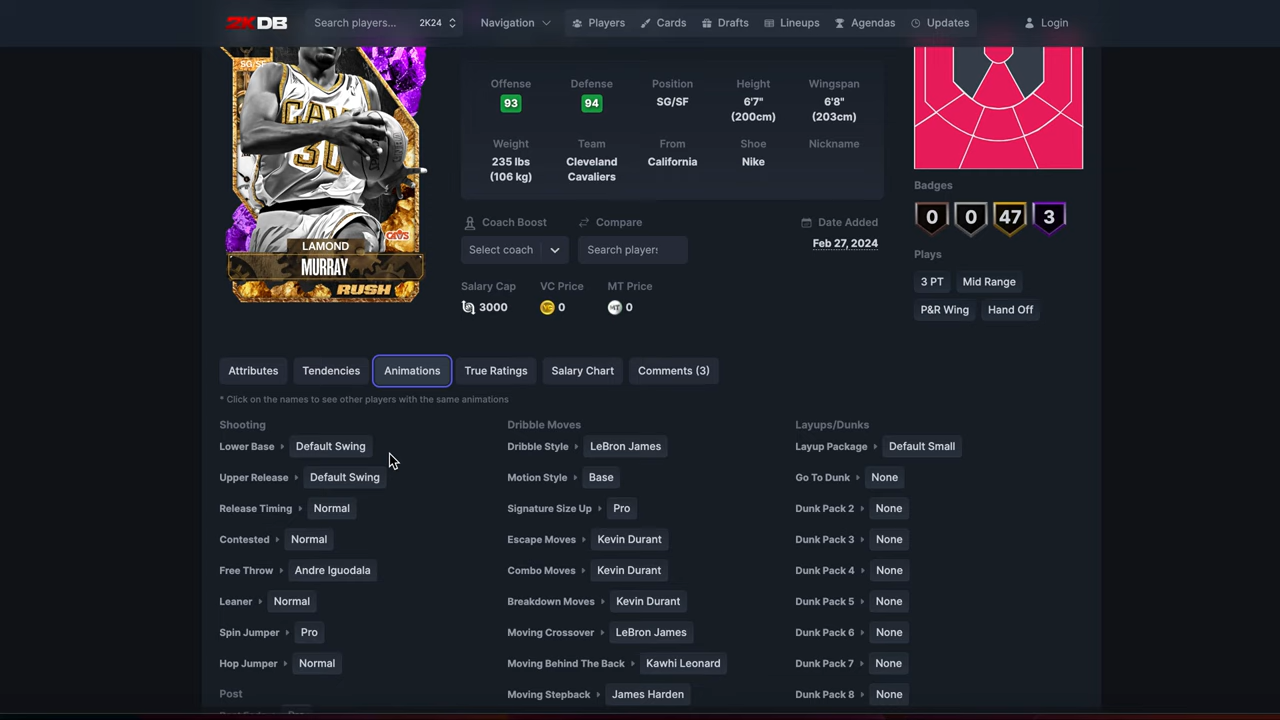 2KDB Search players... 2K24 Navigation Players Cards Drafts Lineups Agendas Updates Login
SG/SF
CAV
30
LAMOND
MURRAY
RUSH
CAVS
Offense Defense Position Height Wingspan
93 94 SG/SF 6'7" 6'8"
(200cm) (203cm)
Weight Team From Shoe Nickname
235 lbs Cleveland California Nike
(106 kg) Cavaliers
Coach Boost Compare Date Added
Select coach Search players Feb 27, 2024
Salary Cap VC Price MT Price
3000 VC 0 MT 0
Badges
0 0 47 3
Plays
3 PT Mid Range
P&R Wing Hand Off
Attributes Tendencies Animations True Ratings Salary Chart Comments (3)
* Click on the names to see other players with the same animations
Shooting
Lower Base Default Swing
Upper Release Default Swing
Release Timing Normal
Contested Normal
Free Throw Andre Iguodala
Leaner Normal
Spin Jumper Pro
Hop Jumper Normal
Post
Dribble Moves
Dribble Style LeBron James
Motion Style Base
Signature Size Up Pro
Escape Moves Kevin Durant
Combo Moves Kevin Durant
Breakdown Moves Kevin Durant
Moving Crossover LeBron James
Moving Behind The Back Kawhi Leonard
Moving Stepback James Harden
Layups/Dunks
Layup Package Default Small
Go To Dunk None
Dunk Pack 2 None
Dunk Pack 3 None
Dunk Pack 4 None
Dunk Pack 5 None
Dunk Pack 6 None
Dunk Pack 7 None
Dunk Pack 8 None